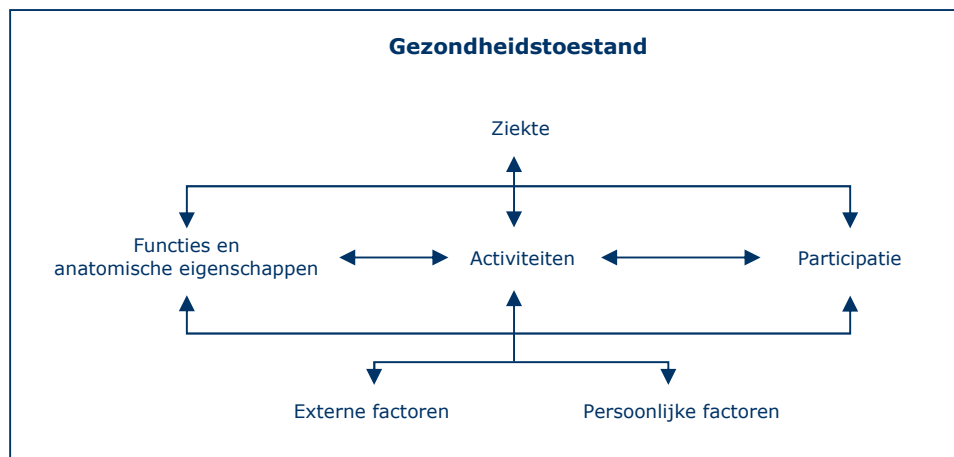 Gezondheidstoestand
Ziekte
Functies en
anatomische eigenschappen
Activiteiten
Participatie
Externe factoren
Persoonlijke factoren